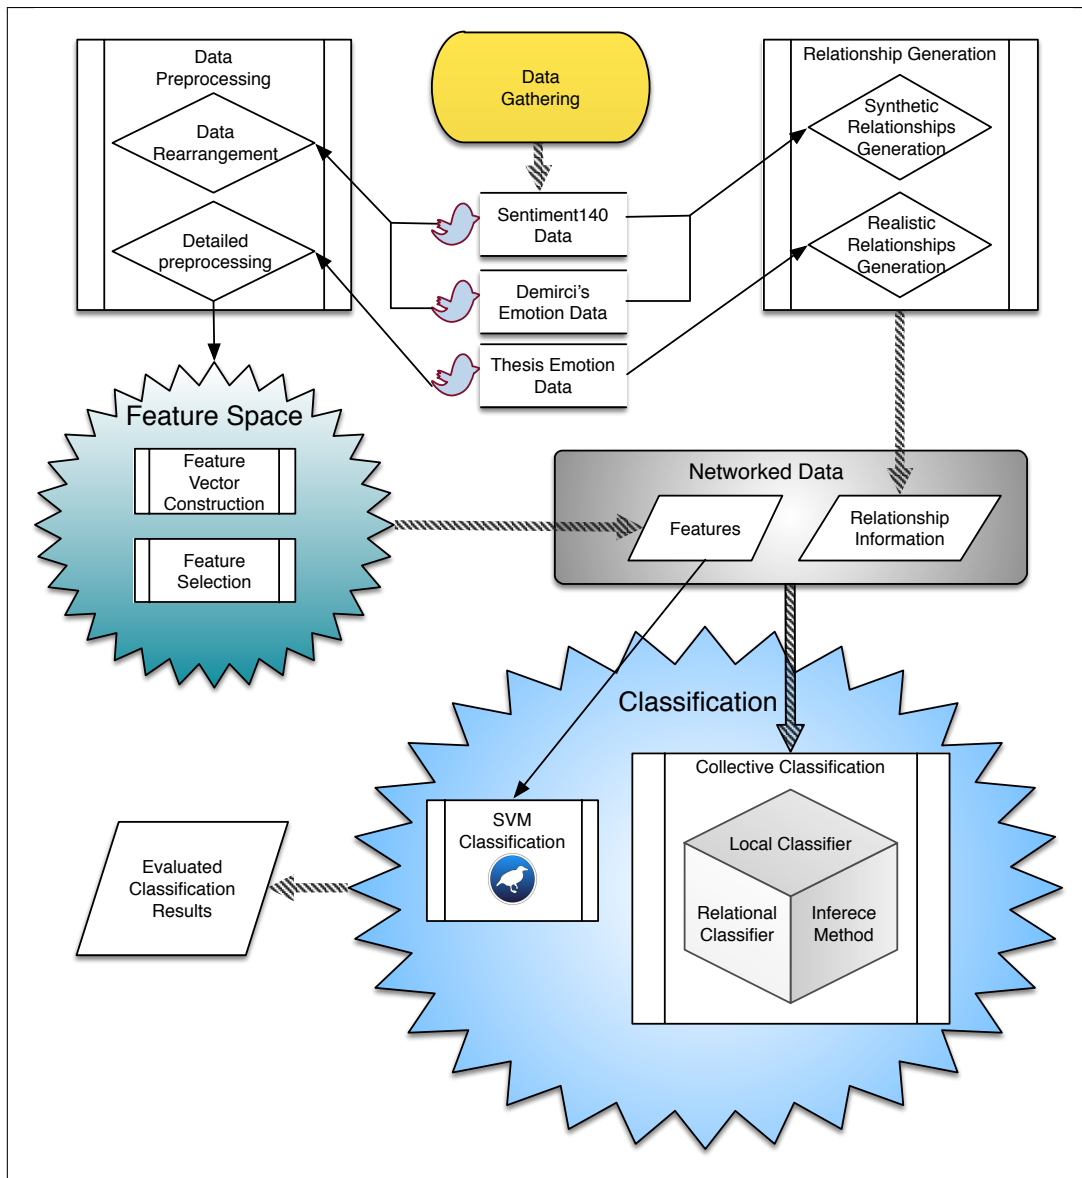 Data
Preprocessing
Data
Rearrangement
Detailed
preprocessing
Data
Gathering
Sentiment140
Data
Demirci's
Emotion Data
Thesis Emotion
Data
Relationship Generation
Synthetic
Relationships
Generation
Realistic
Relationships
Generation
Feature Space
Feature
Vector
Construction
Feature
Selection
Networked Data
Features
Relationship
Information
Classification
SVM
Classification
Collective Classification
Local Classifier
Relational
Classifier
Inferece
Method
Evaluated
Classification
Results